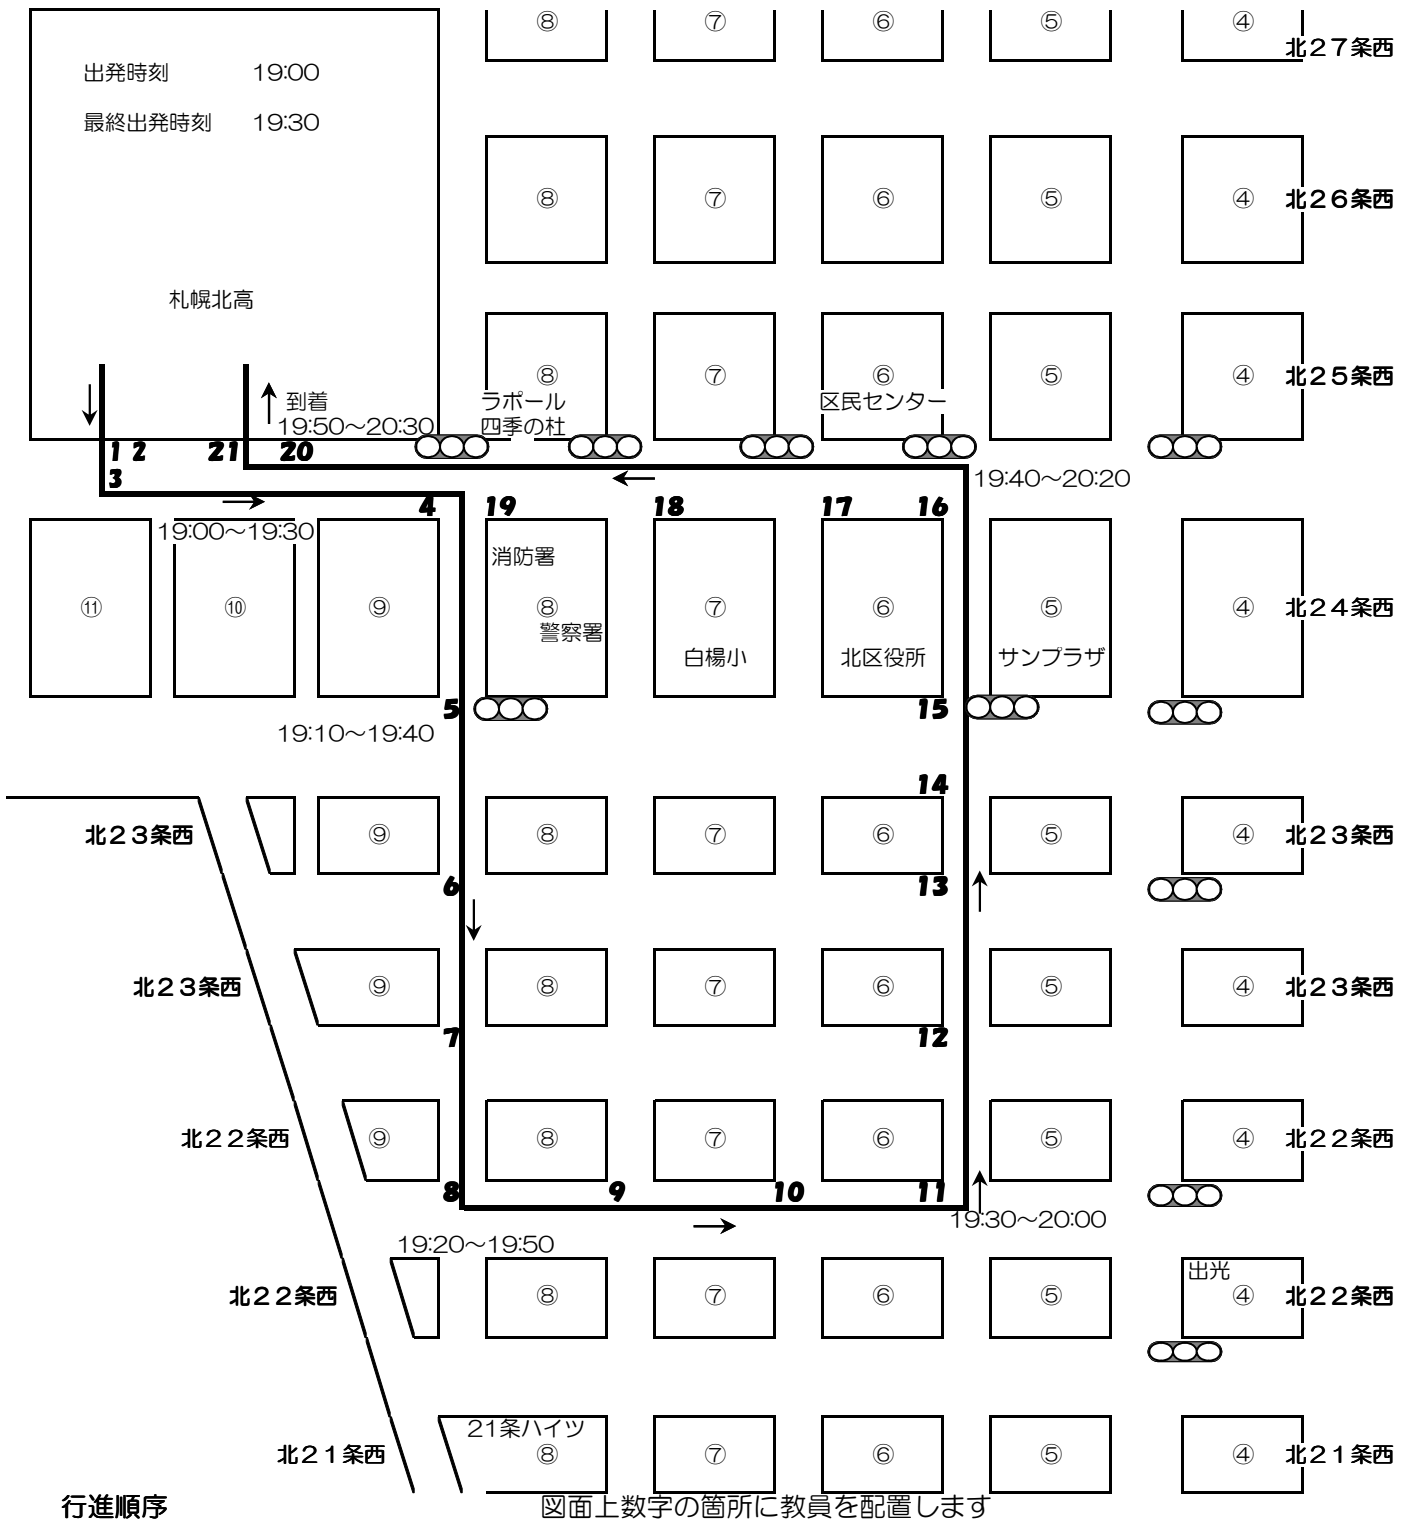 ⑧ ⑦ ⑥ ⑤ ④
北２７条西
出発時刻 19:00
最終出発時刻 19:30
⑧ ⑦ ⑥ ⑤ ④ 北２６条西
札幌北高
⑧ ⑦ ⑥ ⑤ ④ 北２５条西
到着 ラポール 区民センター
19:50～20:30 四季の杜
1 2 21 20
3 19:40～20:20
4 19 18 17 16
19:00～19:30
消防署
⑪ ⑩ ⑨ ⑧ ⑦ ⑥ ⑤ ④ 北２４条西
警察署
白楊小 北区役所 サンプラザ
5 15
19:10～19:40
14
北２３条西 ⑨ ⑧ ⑦ ⑥ ⑤ ④ 北２３条西
6 13
北２３条西 ⑨ ⑧ ⑦ ⑥ ⑤ ④ 北２３条西
7 12
北２２条西 ⑨ ⑧ ⑦ ⑥ ⑤ ④ 北２２条西
8 9 10 11
19:30～20:00
19:20～19:50
出光
北２２条西 ⑧ ⑦ ⑥ ⑤ ④ 北２２条西
21条ハイツ
北２１条西 ⑧ ⑦ ⑥ ⑤ ④ 北２１条西
行進順序 図面上数字の箇所に教員を配置します